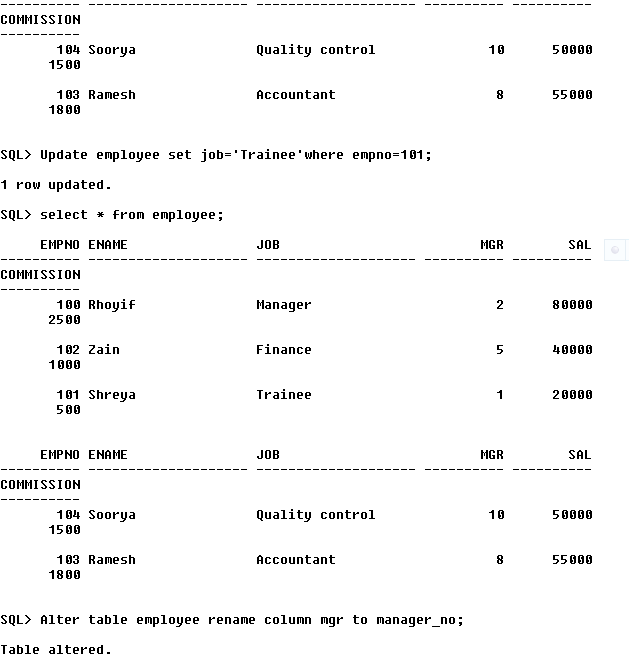 ---------- -------------------- -------------------- ---------- ----------
COMMISSION
----------
       104 Soorya               Quality control              10      50000
      1500

       103 Ramesh               Accountant                    8      55000
      1800

SQL> Update employee set job='Trainee'where empno=101;

1 row updated.

SQL> select * from employee;

     EMPNO ENAME                JOB                         MGR        SAL
---------- -------------------- -------------------- ---------- ----------
COMMISSION
----------
       100 Rhoyif               Manager                       2      80000
      2500

       102 Zain                 Finance                       5      40000
      1000

       101 Shreya               Trainee                       1      20000
       500

     EMPNO ENAME                JOB                         MGR        SAL
---------- -------------------- -------------------- ---------- ----------
COMMISSION
----------
       104 Soorya               Quality control              10      50000
      1500

       103 Ramesh               Accountant                    8      55000
      1800

SQL> Alter table employee rename column mgr to manager_no;

Table altered.